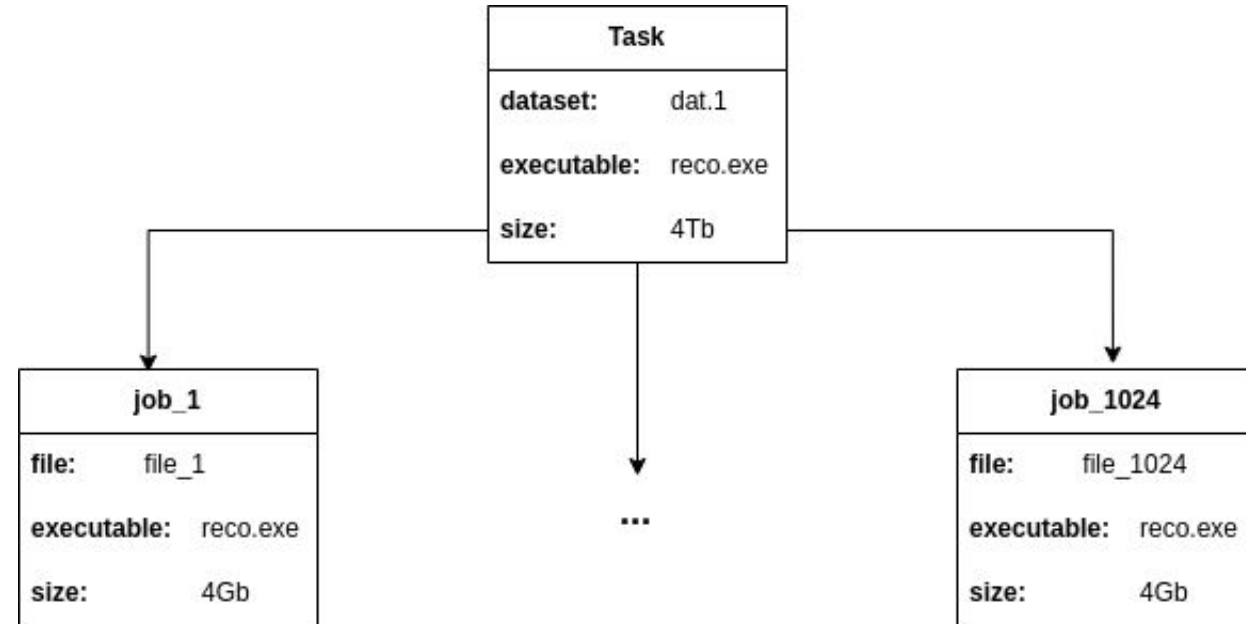 Task
dataset: dat.1
executable: reco.exe
size: 4Tb
job_1
file: file_1
executable: reco.exe
size: 4Gb
...
job_1024
file: file_1024
executable: reco.exe
size: 4Gb